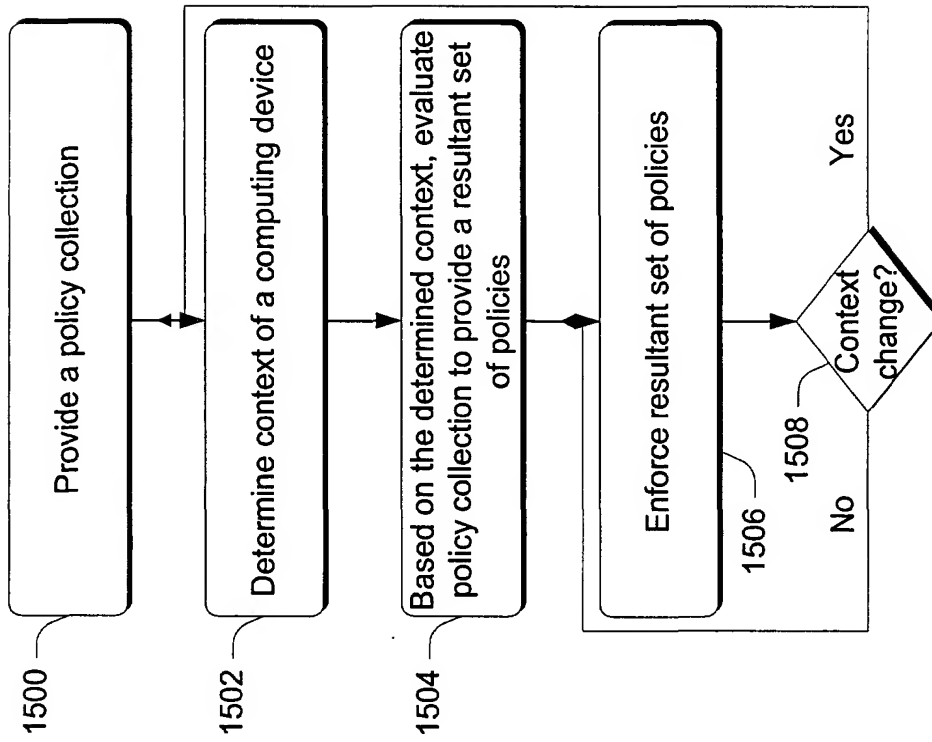 1500
Provide a policy collection
1502
Determine context of a computing device
1504
Based on the determined context, evaluate
policy collection to provide a resultant set
of policies
Enforce resultant set of policies
1506
1508
Context
change?
No
Yes